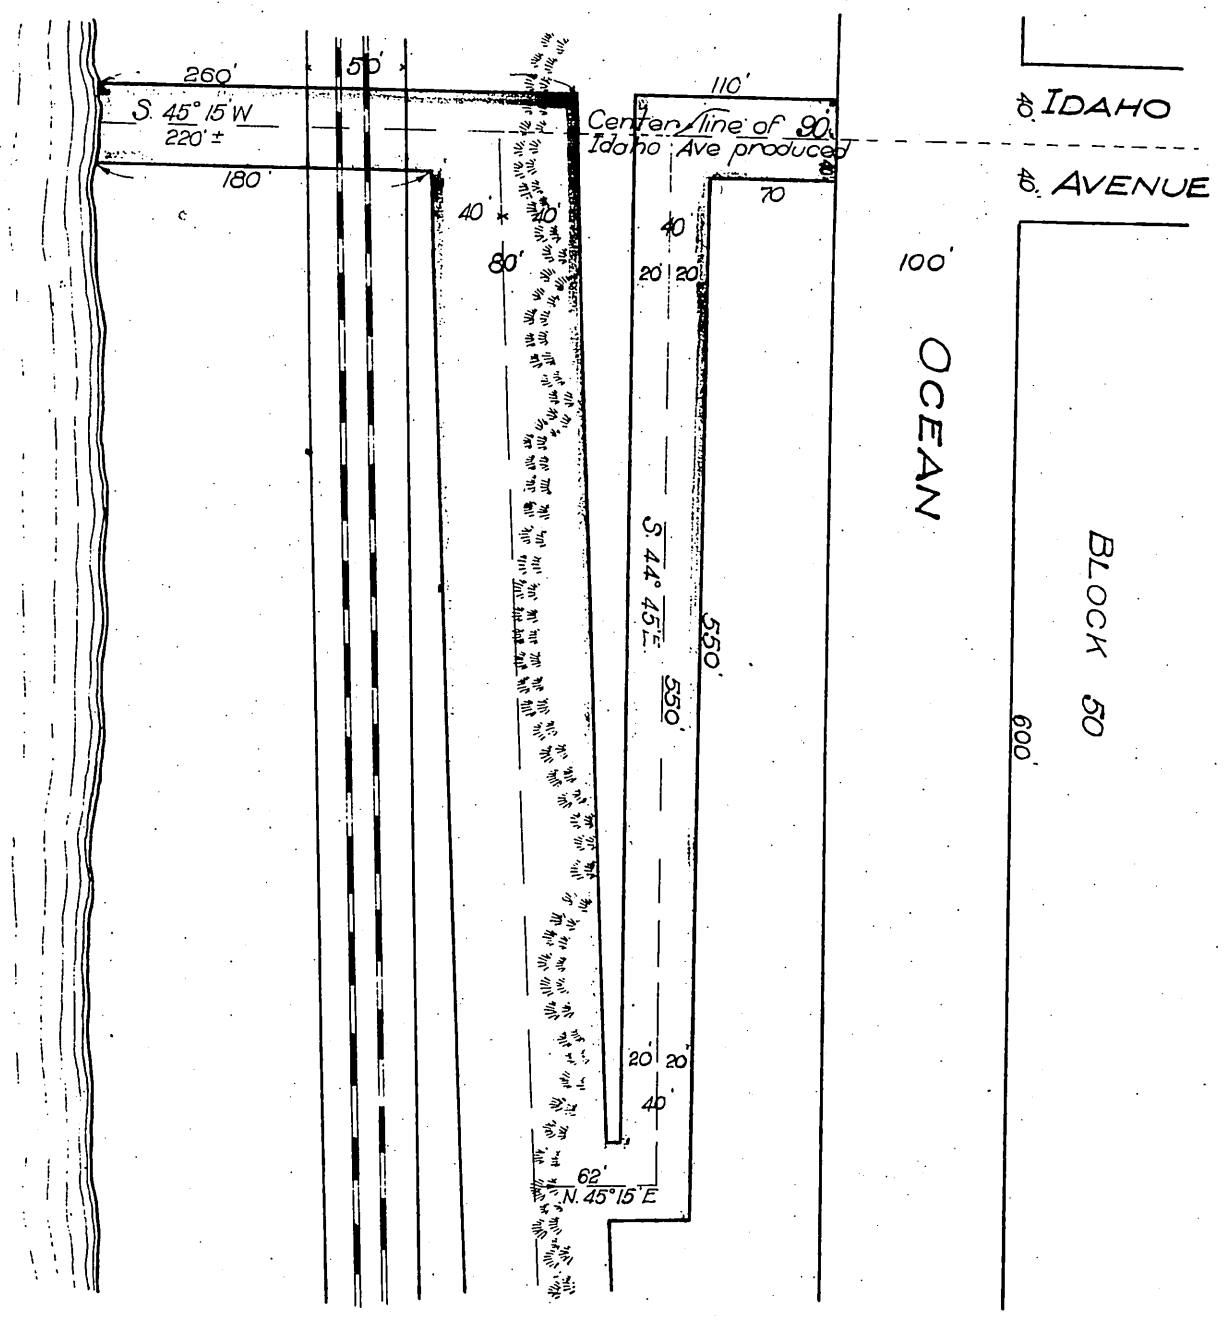 260'
50'
110'
S. 45° 15' W
220' ±
Center line of 90'
Idaho Ave produced
40'
40. IDAHO
40. AVENUE
180'
70
40' 40'
80'
40'
20' 20'
100'
OCEAN
S. 44° 45' E.
550'
550'
BLOCK 50
600'
20' 20'
40'
62'
N. 45° 15' E